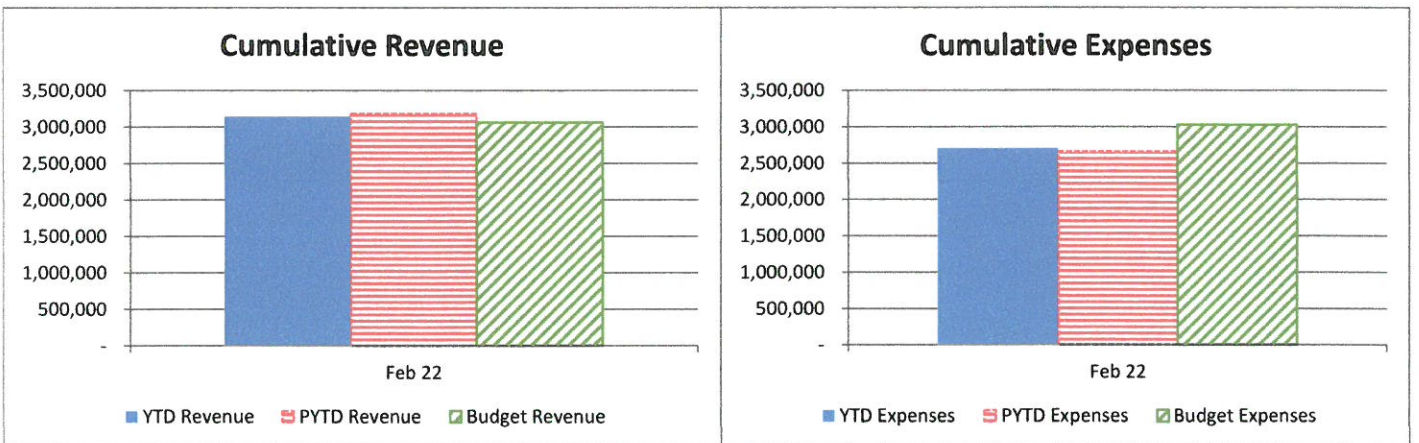 Cumulative Revenue
3,500,000
3,000,000
2,500,000
2,000,000
1,500,000
1,000,000
500,000
-
Feb 22
YTD Revenue PYTD Revenue Budget Revenue
Cumulative Expenses
3,500,000
3,000,000
2,500,000
2,000,000
1,500,000
1,000,000
500,000
-
Feb 22
YTD Expenses PYTD Expenses Budget Expenses